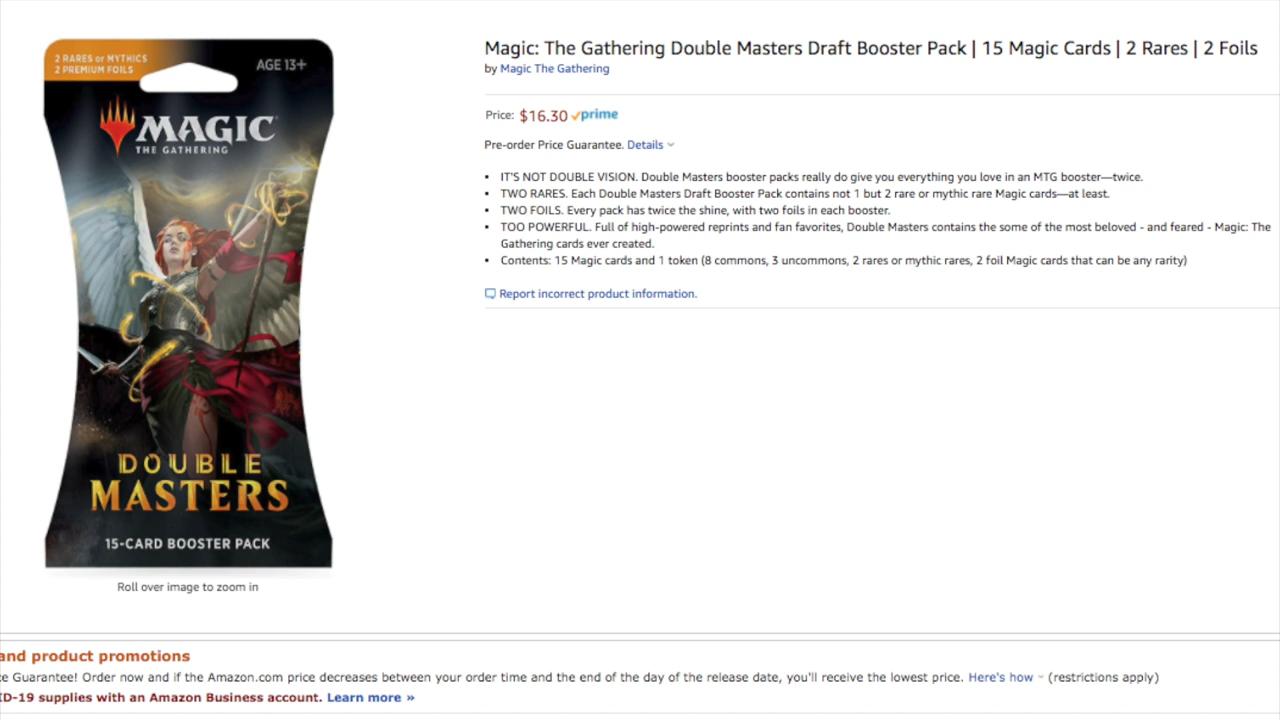 2 RARES or MYTHICS
2 PREMIUM FOILS
AGE 13+
MAGIC
THE GATHERING
DOUBLE
MASTERS
15-CARD BOOSTER PACK
Roll over image to zoom in
Magic: The Gathering Double Masters Draft Booster Pack | 15 Magic Cards | 2 Rares | 2 Foils
by Magic The Gathering
Price: $16.30 prime
Pre-order Price Guarantee. Details
IT'S NOT DOUBLE VISION. Double Masters booster packs really do give you everything you love in an MTG booster—twice.
TWO RARES. Each Double Masters Draft Booster Pack contains not 1 but 2 rare or mythic rare Magic cards—at least.
TWO FOILS. Every pack has twice the shine, with two foils in each booster.
TOO POWERFUL. Full of high-powered reprints and fan favorites, Double Masters contains the some of the most beloved - and feared - Magic: The
Gathering cards ever created.
Contents: 15 Magic cards and 1 token (8 commons, 3 uncommons, 2 rares or mythic rares, 2 foil Magic cards that can be any rarity)
Report incorrect product information.
and product promotions
ce Guarantee! Order now and if the Amazon.com price decreases between your order time and the end of the day of the release date, you'll receive the lowest price. Here's how (restrictions apply)
ID-19 supplies with an Amazon Business account. Learn more »